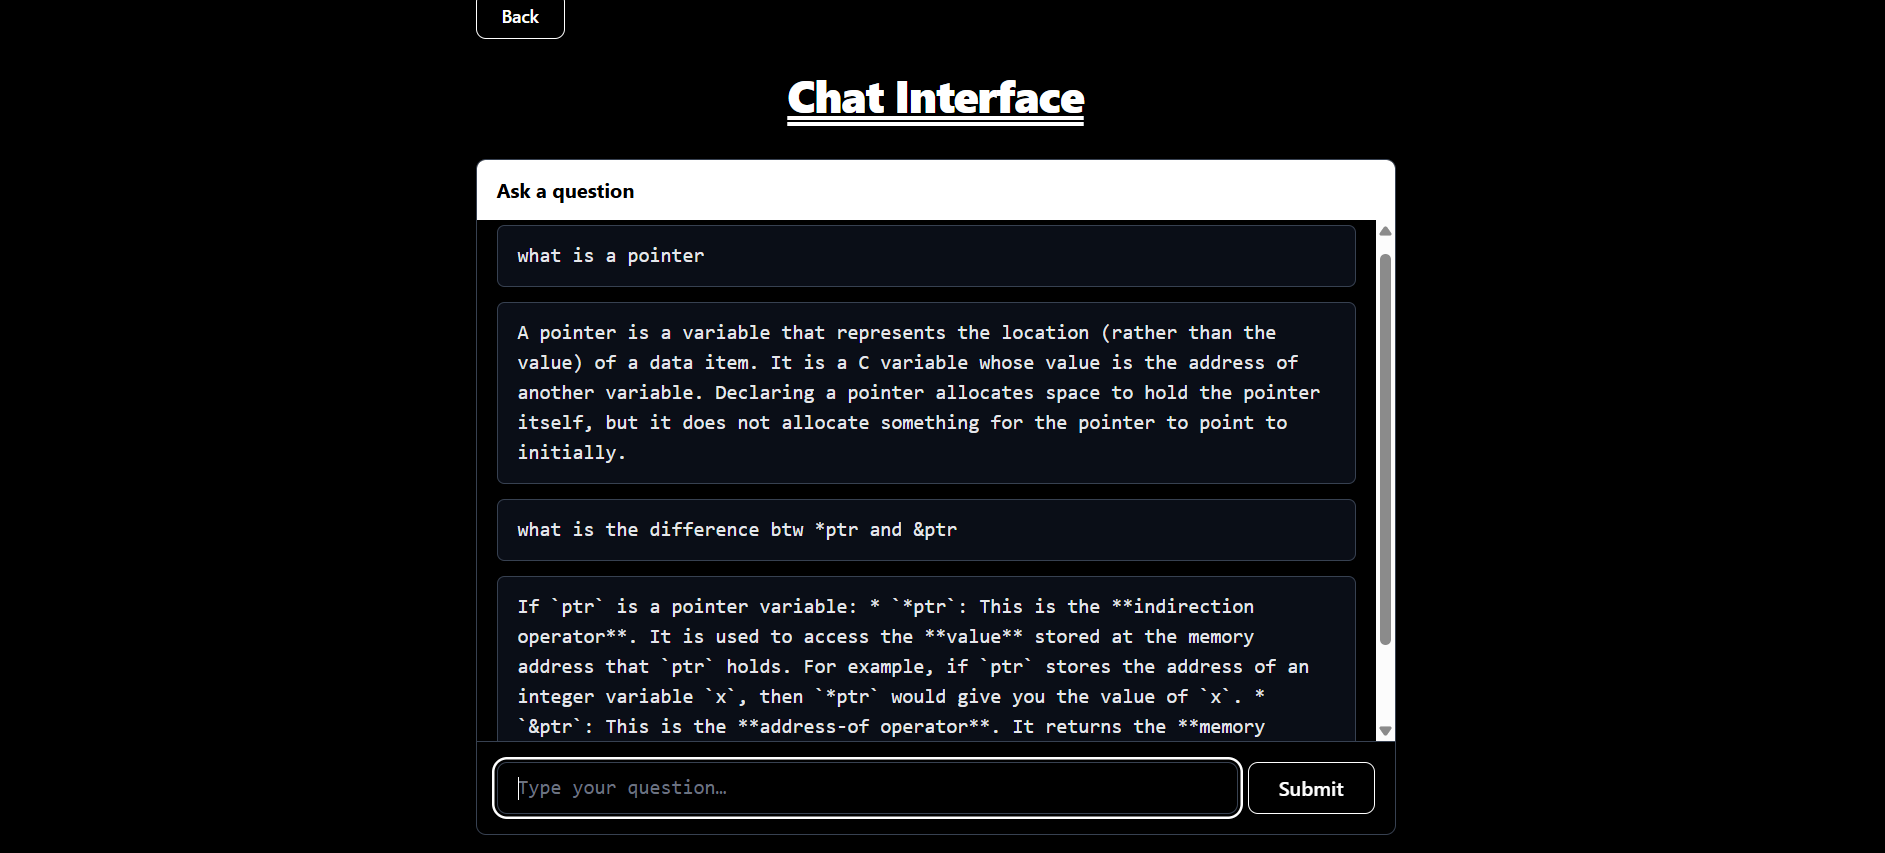 Back
Chat Interface
Ask a question
what is a pointer
A pointer is a variable that represents the location (rather than the
value) of a data item. It is a C variable whose value is the address of
another variable. Declaring a pointer allocates space to hold the pointer
itself, but it does not allocate something for the pointer to point to
initially.
what is the difference btw *ptr and &ptr
If `ptr` is a pointer variable: * `*ptr`: This is the **indirection
operator**. It is used to access the **value** stored at the memory
address that `ptr` holds. For example, if `ptr` stores the address of an
integer variable `x`, then `*ptr` would give you the value of `x`. *
`&ptr`: This is the **address-of operator**. It returns the **memory
Type your question…
Submit